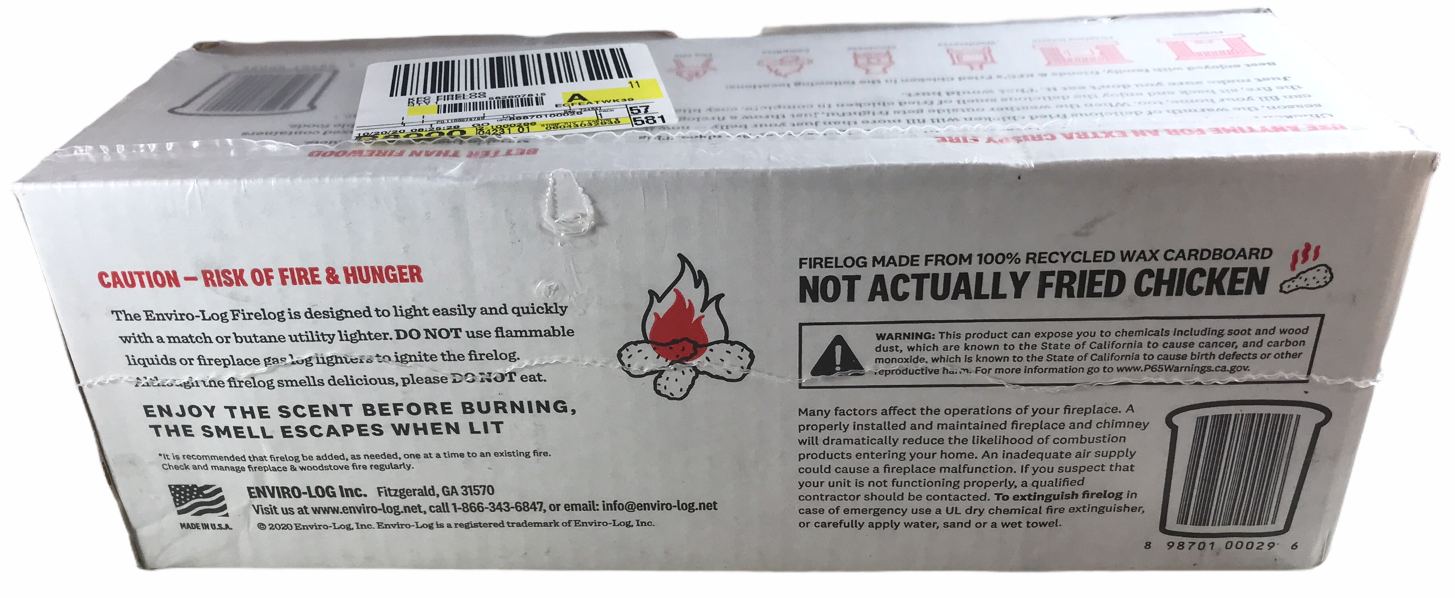 11
KFC FIRELOG
A
EGFEATWK39
57
581
04291 01
BETTER THAN FIREWOOD
ANYTIME FOR AN EXTRA CRISPY FIRE
CAUTION – RISK OF FIRE & HUNGER
The Enviro-Log Firelog is designed to light easily and quickly
with a match or butane utility lighter. DO NOT use flammable
liquids or fireplace gas log lighters to ignite the firelog.
Although the firelog smells delicious, please DO NOT eat.
ENJOY THE SCENT BEFORE BURNING,
THE SMELL ESCAPES WHEN LIT
*It is recommended that firelog be added, as needed, one at a time to an existing fire.
Check and manage fireplace & woodstove fire regularly.
MADE IN U.S.A.
ENVIRO-LOG Inc. Fitzgerald, GA 31570
Visit us at www.enviro-log.net, call 1-866-343-6847, or email: info@enviro-log.net
© 2020 Enviro-Log, Inc. Enviro-Log is a registered trademark of Enviro-Log, Inc.
FIRELOG MADE FROM 100% RECYCLED WAX CARDBOARD
NOT ACTUALLY FRIED CHICKEN
WARNING: This product can expose you to chemicals including soot and wood
dust, which are known to the State of California to cause cancer, and carbon
monoxide, which is known to the State of California to cause birth defects or other
reproductive harm. For more information go to www.P65Warnings.ca.gov.
Many factors affect the operations of your fireplace. A
properly installed and maintained fireplace and chimney
will dramatically reduce the likelihood of combustion
products entering your home. An inadequate air supply
could cause a fireplace malfunction. If you suspect that
your unit is not functioning properly, a qualified
contractor should be contacted. To extinguish firelog in
case of emergency use a UL dry chemical fire extinguisher,
or carefully apply water, sand or a wet towel.
8 98701 00029 6